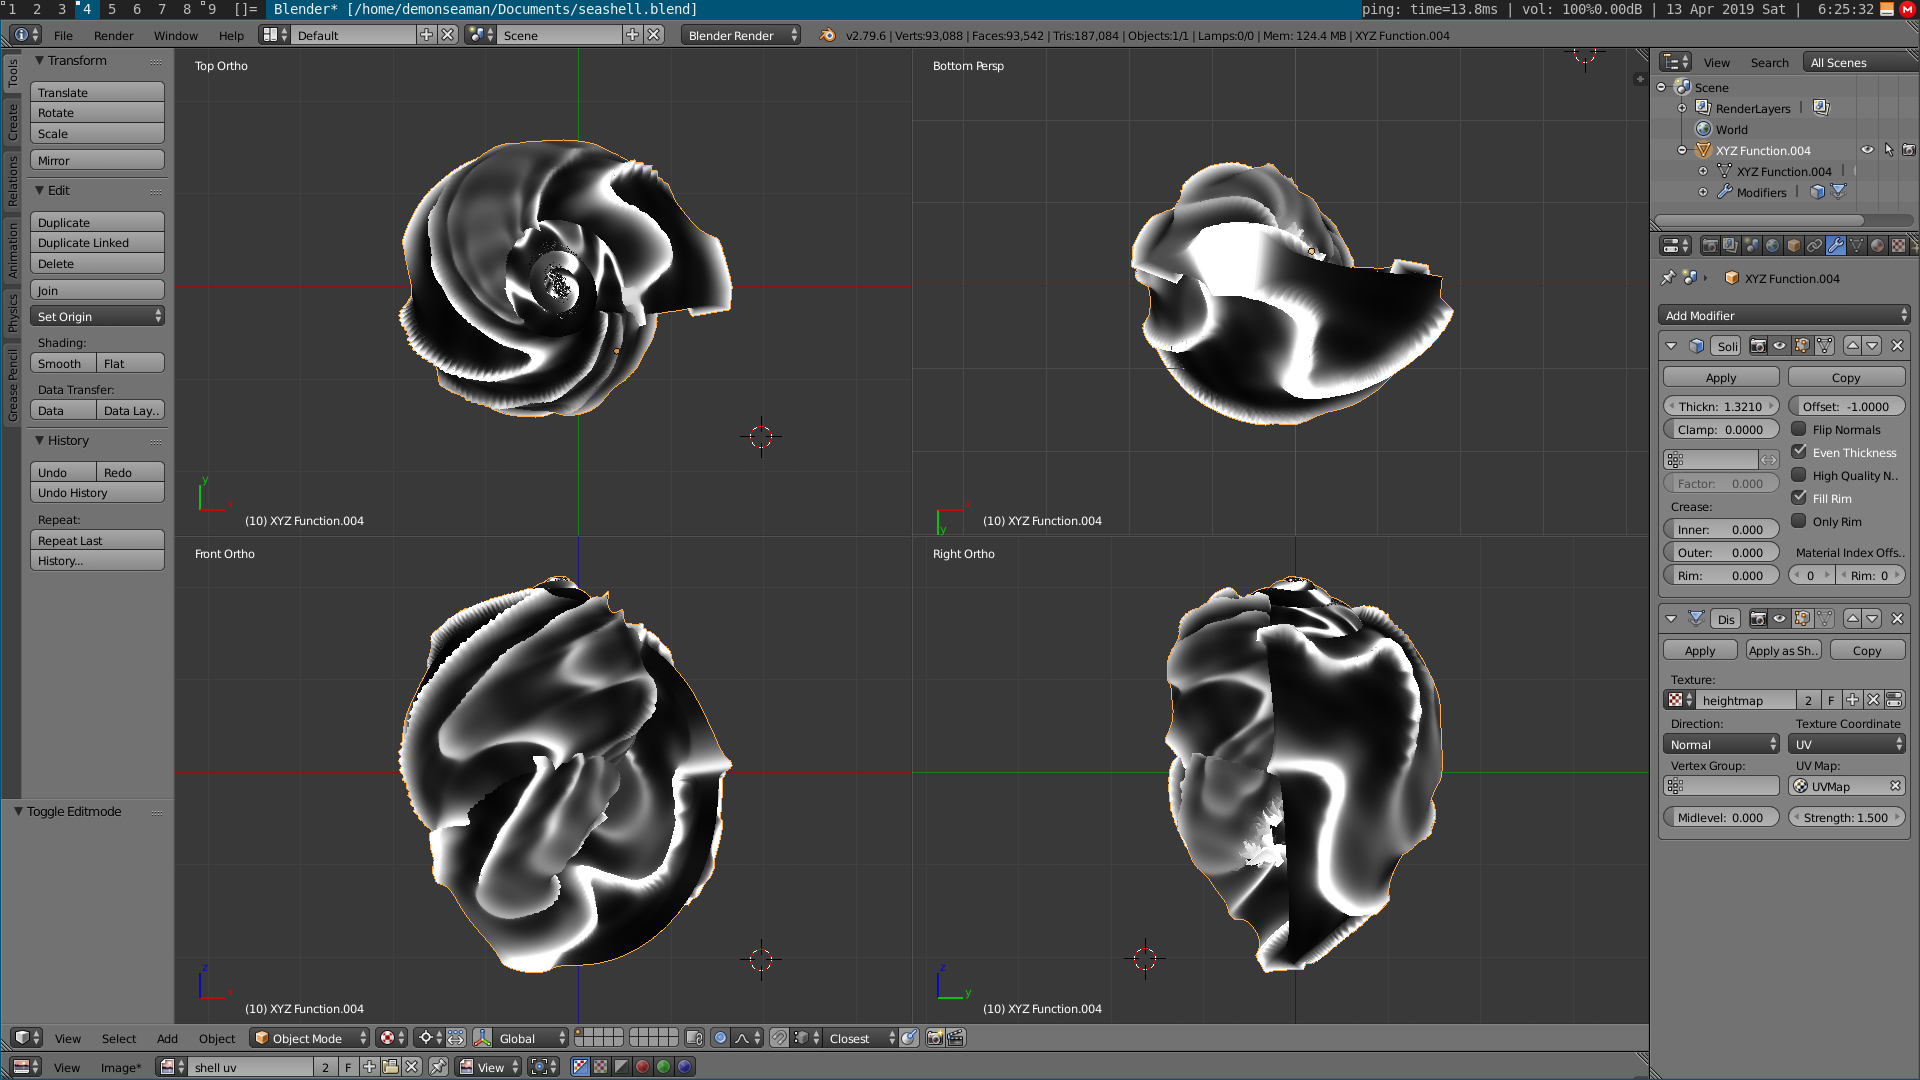 1 2 3 4 5 6 7 8 9 []= Blender* [/home/demonseaman/Documents/seashell.blend] ping: time=13.8ms | vol: 100%0.00dB | 13 Apr 2019 Sat | 6:25:32
File Render Window Help Default Scene Blender Render v2.79.6 | Verts:93,088 | Faces:93,542 | Tris:187,084 | Objects:1/1 | Lamps:0/0 | Mem: 124.4 MB | XYZ Function.004
Tools
Create
Relations
Animation
Physics
Grease Pencil
Transform
Translate
Rotate
Scale
Mirror
Edit
Duplicate
Duplicate Linked
Delete
Join
Set Origin
Shading:
Smooth Flat
Data Transfer:
Data Data Lay..
History
Undo Redo
Undo History
Repeat:
Repeat Last
History...
Toggle Editmode
Top Ortho
y
x
(10) XYZ Function.004
Bottom Persp
x
y
(10) XYZ Function.004
Front Ortho
z
x
(10) XYZ Function.004
Right Ortho
z
y
(10) XYZ Function.004
View Search All Scenes
Scene
RenderLayers |
World
XYZ Function.004
XYZ Function.004 |
Modifiers
XYZ Function.004
Add Modifier
Soli
Apply Copy
Thickn: 1.3210 Offset: -1.0000
Clamp: 0.0000 Flip Normals
Even Thickness
High Quality N..
Factor: 0.000 Fill Rim
Crease: Only Rim
Inner: 0.000
Outer: 0.000 Material Index Offs..
Rim: 0.000 0 Rim: 0
Dis
Apply Apply as Sh.. Copy
Texture:
heightmap 2 F
Direction: Texture Coordinate
Normal UV
Vertex Group: UV Map:
UVMap
Midlevel: 0.000 Strength: 1.500
View Select Add Object Object Mode Global Closest
View Image* shell uv 2 F View